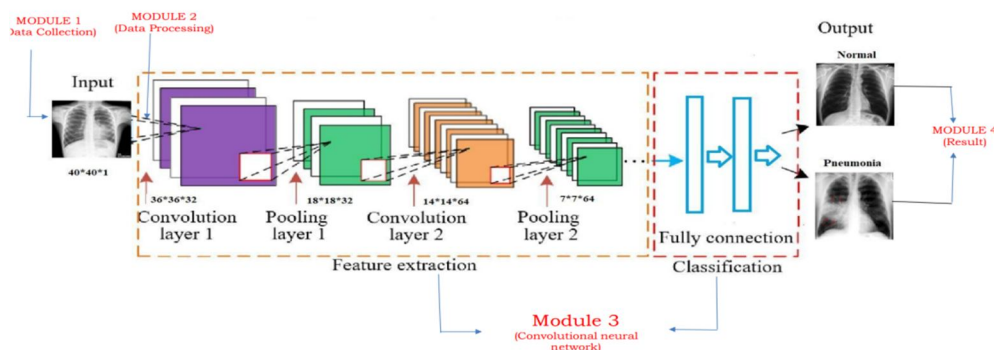 MODULE 1
Data Collection)
MODULE 2
(Data Processing)
Output
Normal
Input
40*40*1
36*36*32
Convolution
layer 1
18*18*32
Pooling
layer 1
14*14*64
Convolution
layer 2
7*7*64
Pooling
layer 2
Fully connection
Feature extraction
Classification
Pneumonia
MODULE 4
(Result)
Module 3
(Convolutional neural
network)